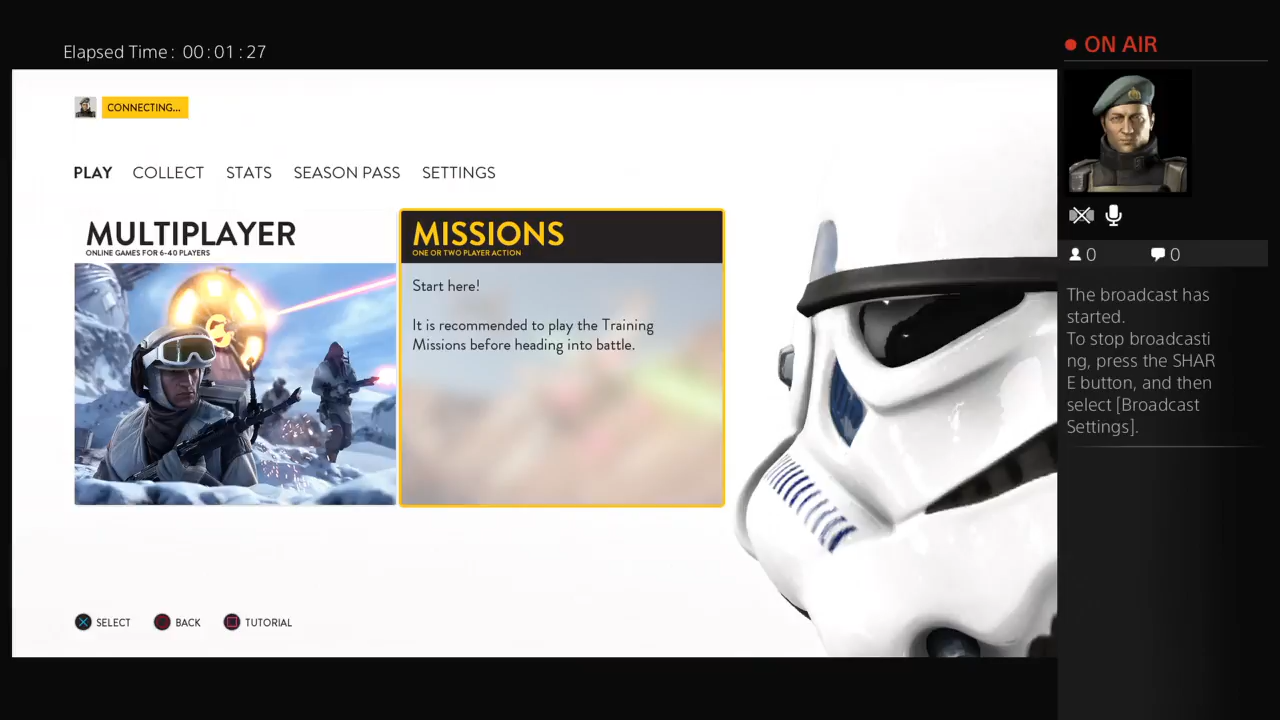 Elapsed Time: 00:01:27
ON AIR
CONNECTING...
PLAY COLLECT STATS SEASON PASS SETTINGS
MULTIPLAYER
ONLINE GAMES FOR 6-40 PLAYERS
MISSIONS
ONE OR TWO PLAYER ACTION
Start here!
It is recommended to play the Training
Missions before heading into battle.
SELECT BACK TUTORIAL
0 0
The broadcast has
started.
To stop broadcasti
ng, press the SHAR
E button, and then
select [Broadcast
Settings].